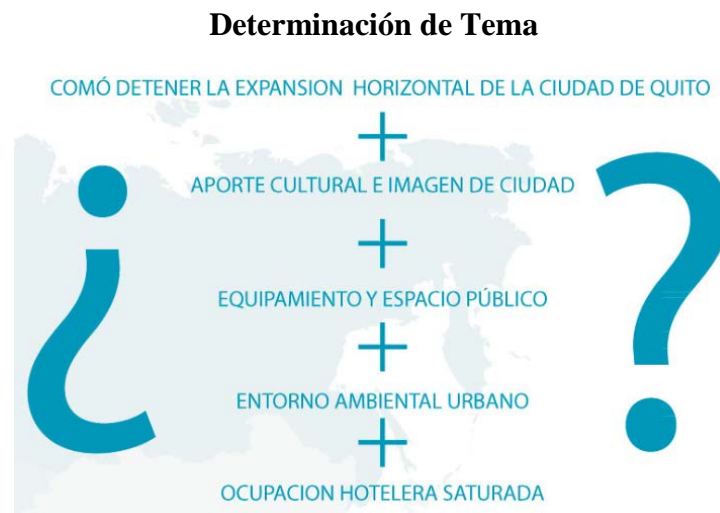 Determinación de Tema
COMÓ DETENER LA EXPANSION HORIZONTAL DE LA CIUDAD DE QUITO
+
APORTE CULTURAL E IMAGEN DE CIUDAD
+
¿ ?
EQUIPAMIENTO Y ESPACIO PÚBLICO
+
ENTORNO AMBIENTAL URBANO
+
OCUPACION HOTELERA SATURADA